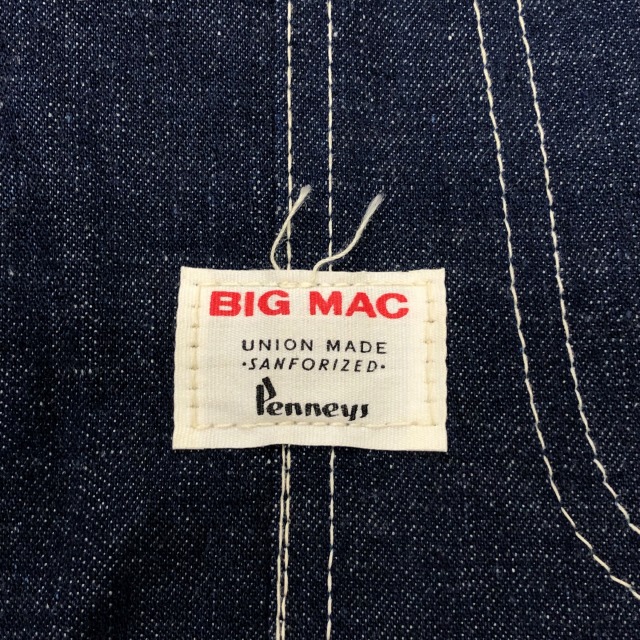 BIG MAC
UNION MADE
·SANFORIZED·
Penneys